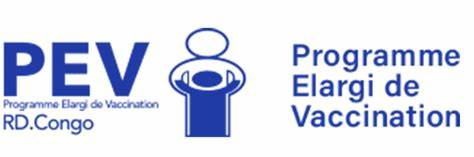 PEV
Programme Elargi de Vaccination
RD.Congo
Programme
Elargi de
Vaccination